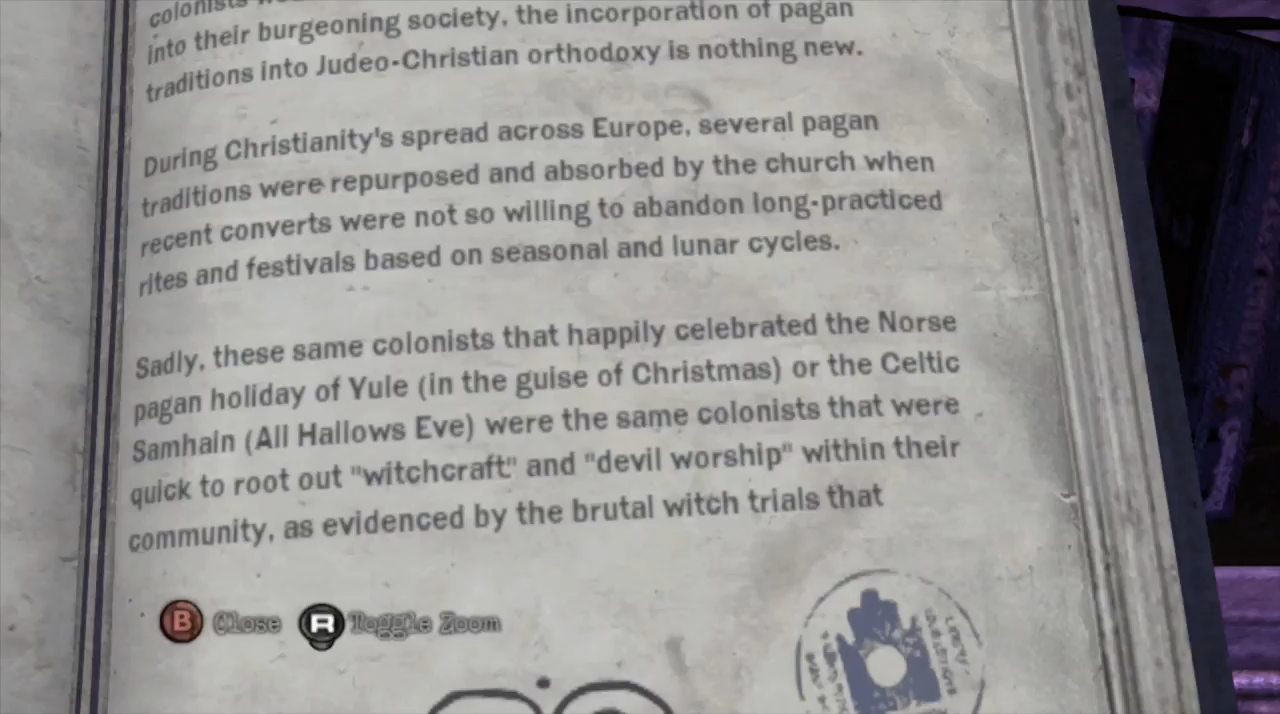 colonists
into their burgeoning society, the incorporation of pagan
traditions into Judeo-Christian orthodoxy is nothing new.
During Christianity's spread across Europe, several pagan
traditions were repurposed and absorbed by the church when
recent converts were not so willing to abandon long-practiced
rites and festivals based on seasonal and lunar cycles.
Sadly, these same colonists that happily celebrated the Norse
pagan holiday of Yule (in the guise of Christmas) or the Celtic
Samhain (All Hallows Eve) were the same colonists that were
quick to root out "witchcraft" and "devil worship" within their
community, as evidenced by the brutal witch trials that
B Close R Toggle Zoom